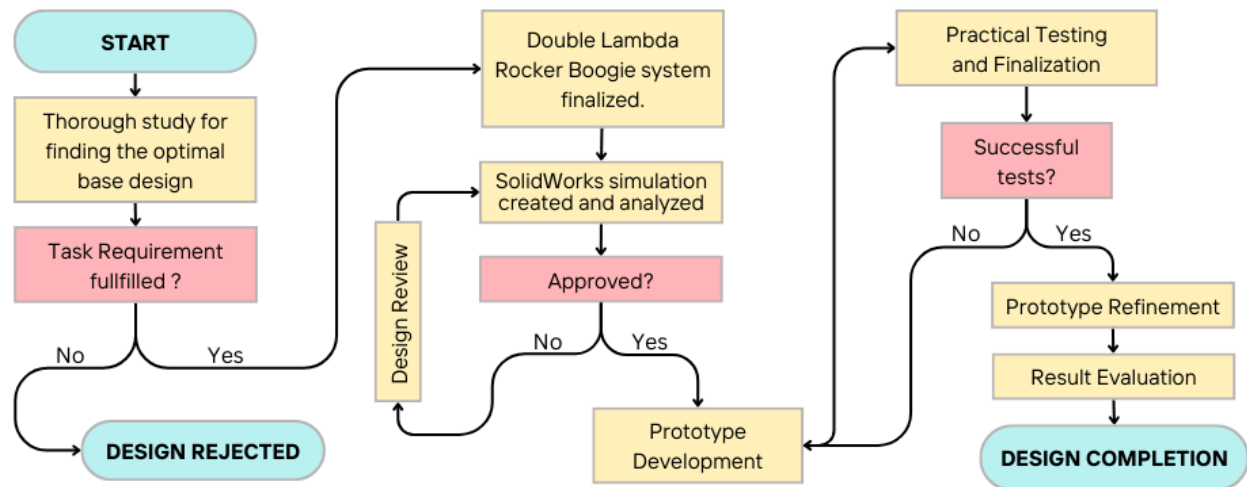 START
Thorough study for
finding the optimal
base design
Task Requirement
fullfilled ?
No
Yes
DESIGN REJECTED
Double Lambda
Rocker Boogie system
finalized.
SolidWorks simulation
created and analyzed
Design Review
Approved?
No
Yes
Prototype
Development
Practical Testing
and Finalization
Successful
tests?
No
Yes
Prototype Refinement
Result Evaluation
DESIGN COMPLETION